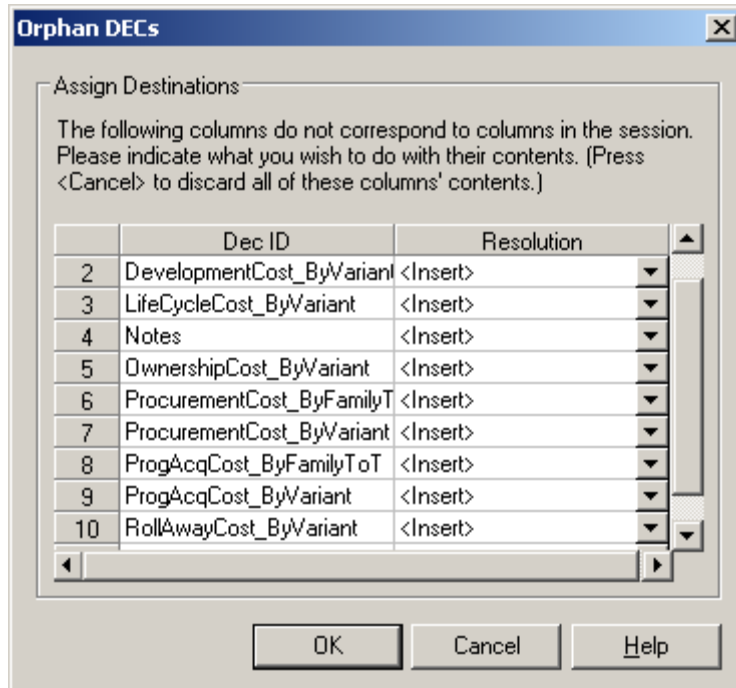 Orphan DECs
Assign Destinations
The following columns do not correspond to columns in the session.
Please indicate what you wish to do with their contents. (Press
<Cancel> to discard all of these columns' contents.)
Dec ID Resolution
2 DevelopmentCost_ByVariant <Insert>
3 LifeCycleCost_ByVariant <Insert>
4 Notes <Insert>
5 OwnershipCost_ByVariant <Insert>
6 ProcurementCost_ByFamilyT <Insert>
7 ProcurementCost_ByVariant <Insert>
8 ProgAcqCost_ByFamilyToT <Insert>
9 ProgAcqCost_ByVariant <Insert>
10 RollAwayCost_ByVariant <Insert>
OK Cancel Help